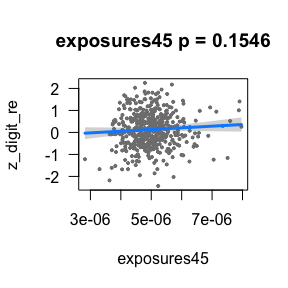 exposures45 p = 0.1546
z_digit_re
2
1
0
-1
-2
3e-06 5e-06 7e-06
exposures45